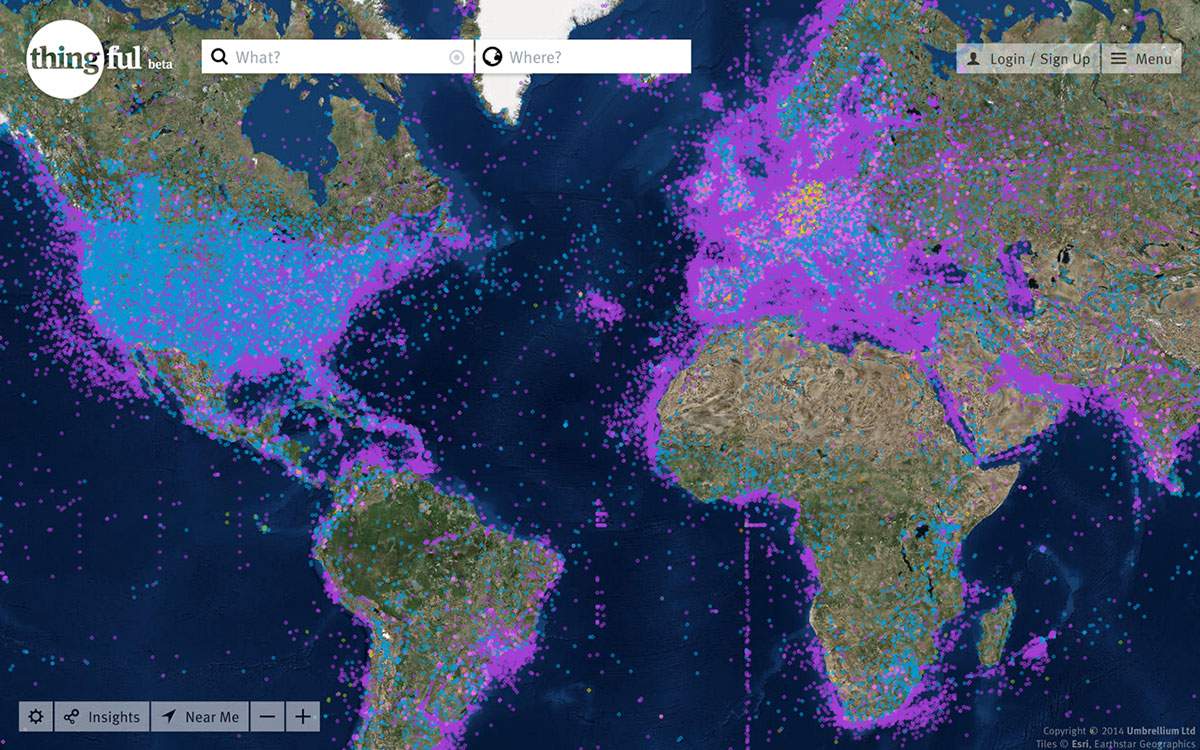 thingful beta
What?
Where?
Login / Sign Up
Menu
Insights
Near Me
Copyright © 2014 Umbrellium Ltd
Tiles © Esri, Earthstar Geographics